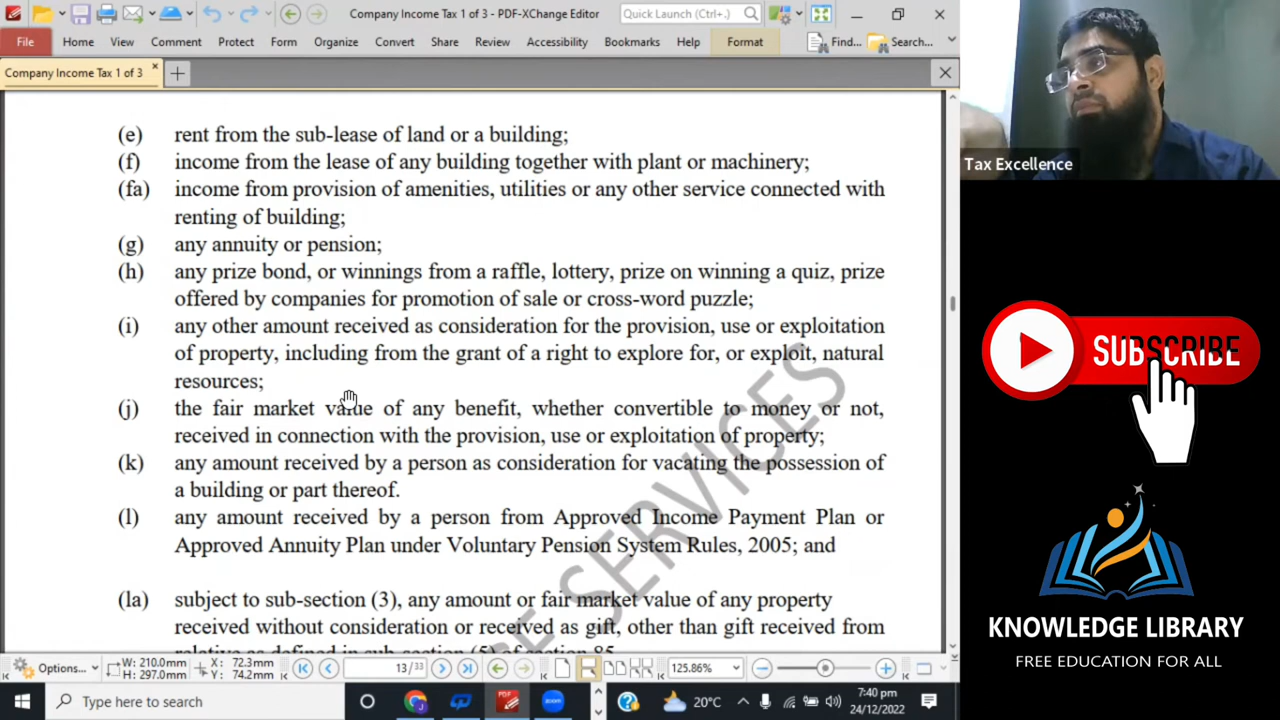 Company Income Tax 1 of 3 - PDF-XChange Editor
Quick Launch (Ctrl+.)
File Home View Comment Protect Form Organize Convert Share Review Accessibility Bookmarks Help Format Find... Search...
Company Income Tax 1 of 3
(e) rent from the sub-lease of land or a building;
(f) income from the lease of any building together with plant or machinery;
(fa) income from provision of amenities, utilities or any other service connected with
renting of building;
(g) any annuity or pension;
(h) any prize bond, or winnings from a raffle, lottery, prize on winning a quiz, prize
offered by companies for promotion of sale or cross-word puzzle;
(i) any other amount received as consideration for the provision, use or exploitation
of property, including from the grant of a right to explore for, or exploit, natural
resources;
(j) the fair market value of any benefit, whether convertible to money or not,
received in connection with the provision, use or exploitation of property;
(k) any amount received by a person as consideration for vacating the possession of
a building or part thereof.
(l) any amount received by a person from Approved Income Payment Plan or
Approved Annuity Plan under Voluntary Pension System Rules, 2005; and
(la) subject to sub-section (3), any amount or fair market value of any property
received without consideration or received as gift, other than gift received from
relative as defined in sub-section (5) of section 85
SERVICES
Options...
W: 210.0mm
H: 297.0mm
X: 72.3mm
Y: 74.2mm
13 / 33
125.86%
Type here to search
20°C
7:40 pm
24/12/2022
Tax Excellence
SUBSCRIBE
KNOWLEDGE LIBRARY
FREE EDUCATION FOR ALL